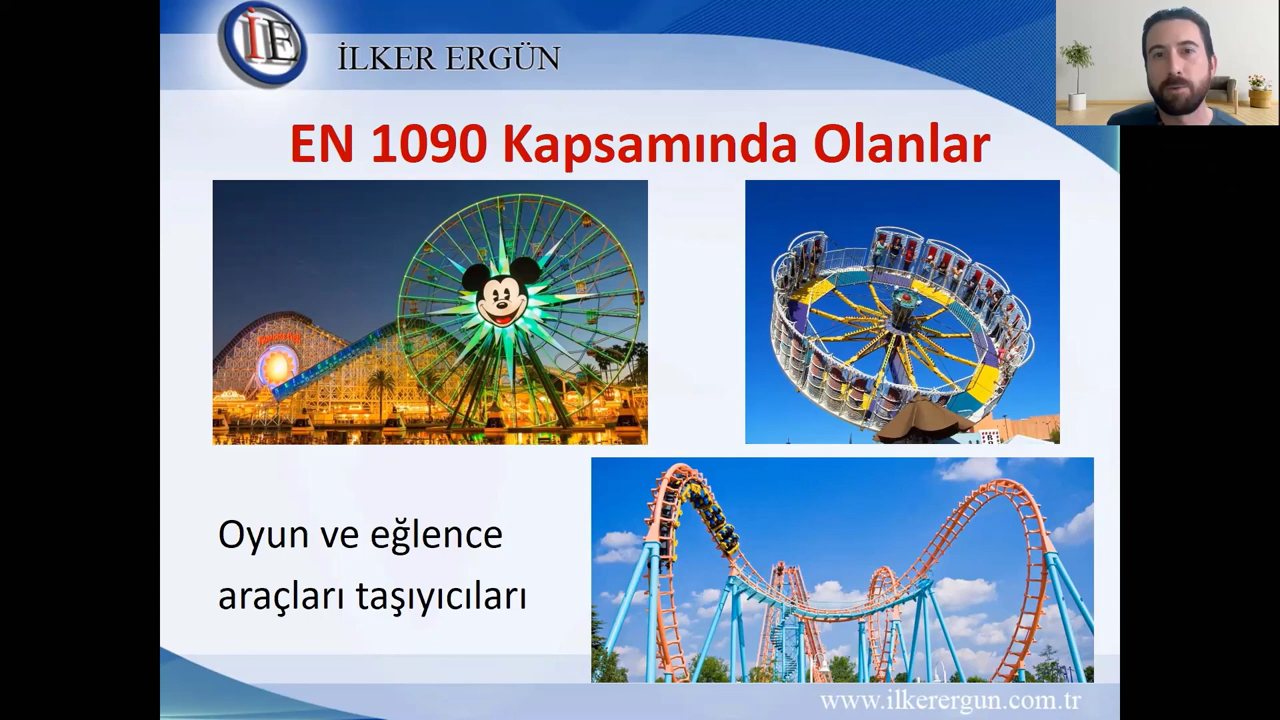 İE
İLKER ERGÜN
EN 1090 Kapsamında Olanlar
Oyun ve eğlence
araçları taşıyıcıları
www.ilkerergun.com.tr